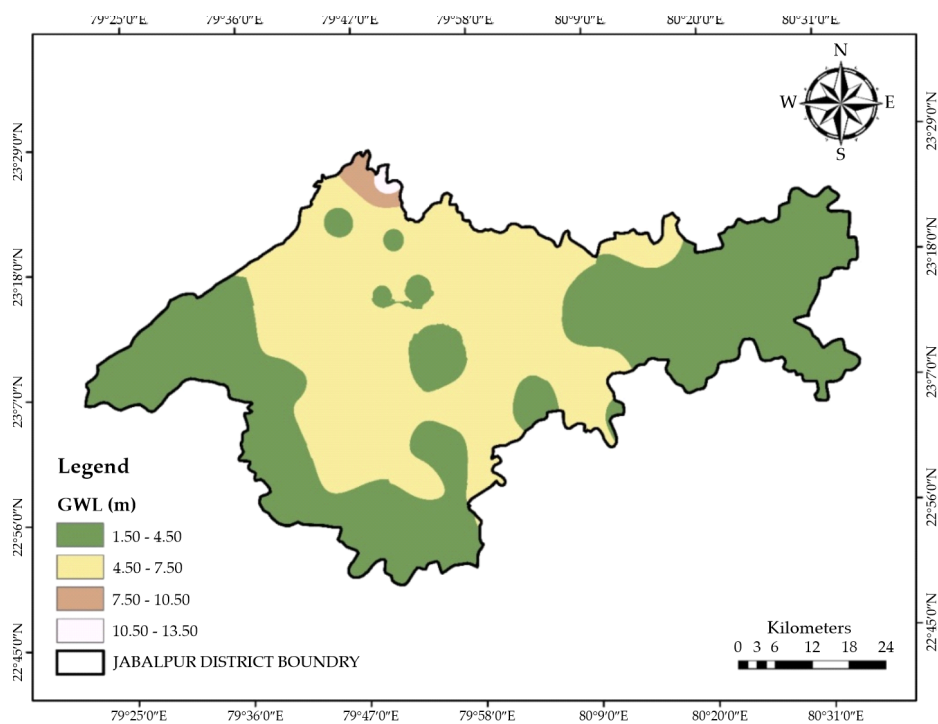 79°25'0"E 79°36'0"E 79°47'0"E 79°58'0"E 80°9'0"E 80°20'0"E 80°31'0"E
N
W E
S
23°29'0"N
23°18'0"N
23°7'0"N
22°56'0"N
22°45'0"N
23°29'0"N
23°18'0"N
23°7'0"N
22°56'0"N
22°45'0"N
Legend
GWL (m)
1.50 - 4.50
4.50 - 7.50
7.50 - 10.50
10.50 - 13.50
JABALPUR DISTRICT BOUNDRY
Kilometers
0 3 6 12 18 24
79°25'0"E 79°36'0"E 79°47'0"E 79°58'0"E 80°9'0"E 80°20'0"E 80°31'0"E